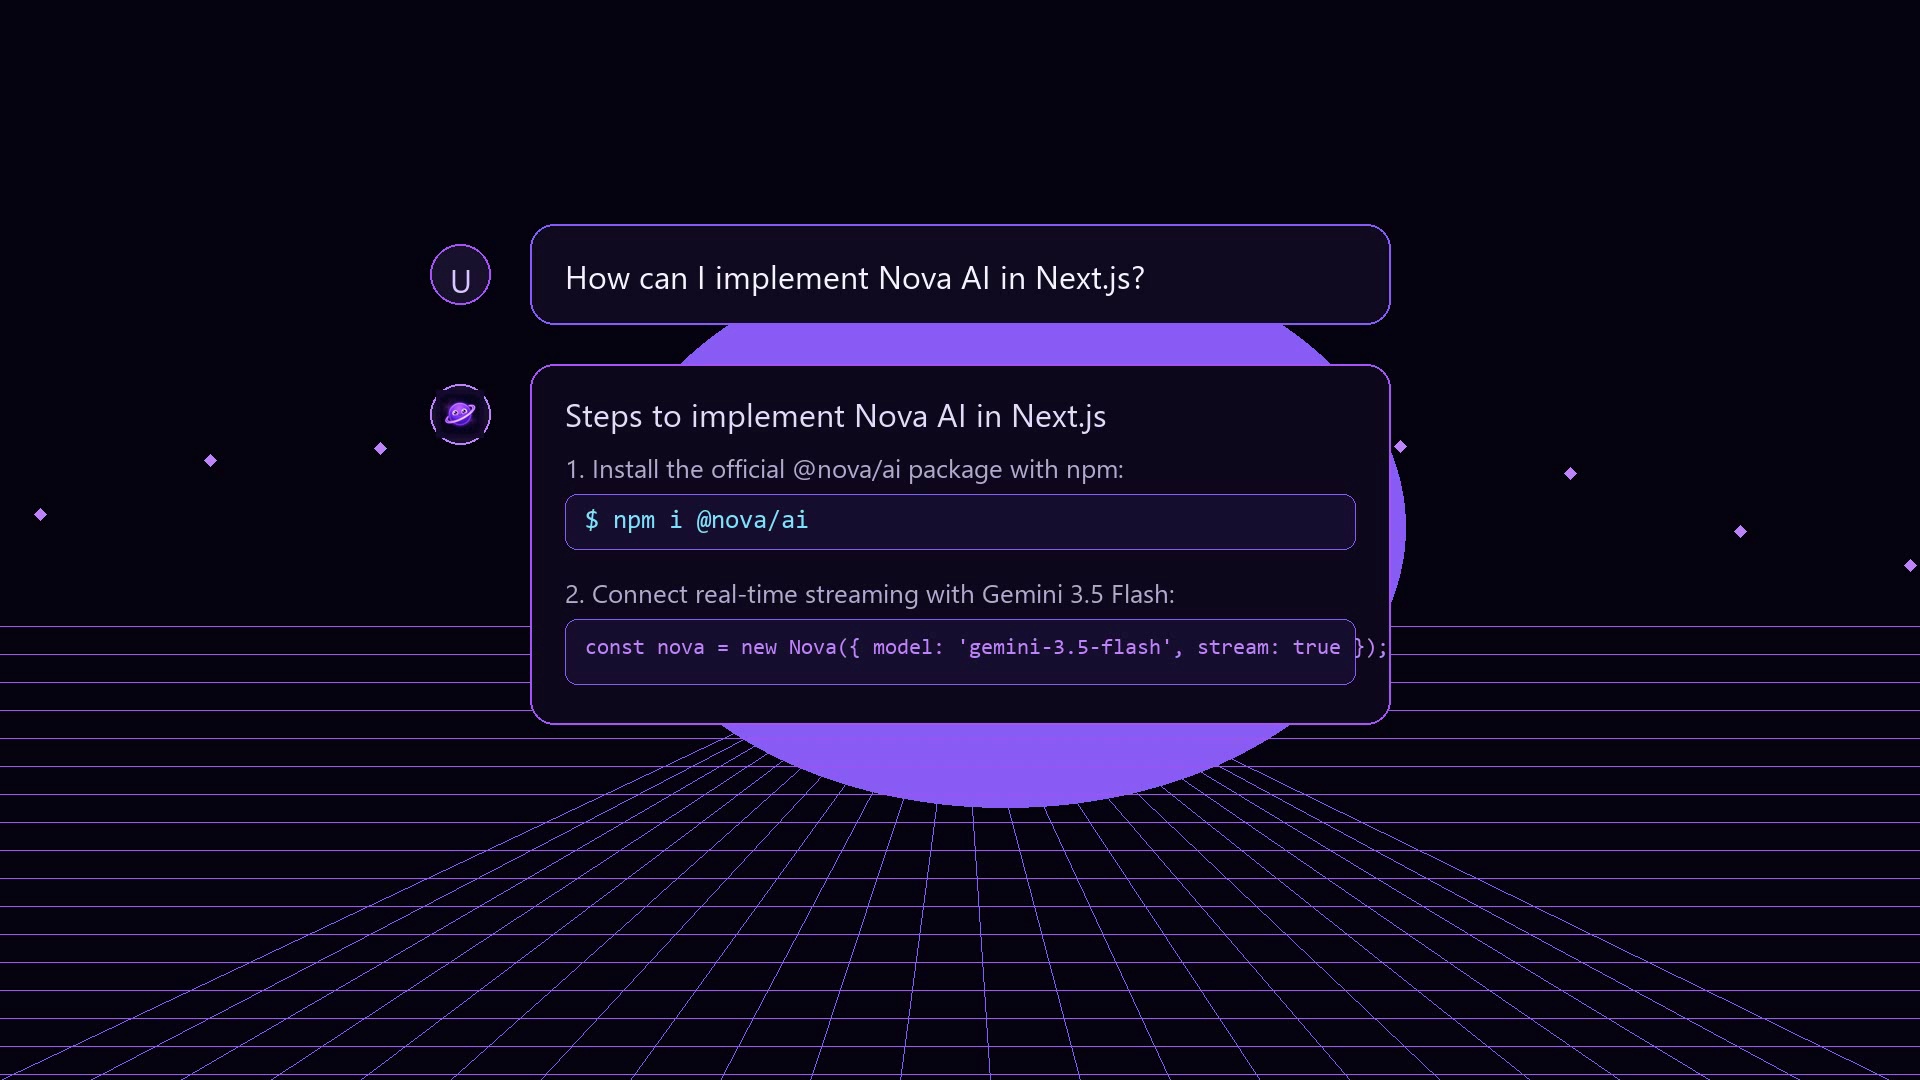 U
How can I implement Nova AI in Next.js?
Steps to implement Nova AI in Next.js
1. Install the official @nova/ai package with npm:
$ npm i @nova/ai
2. Connect real-time streaming with Gemini 3.5 Flash:
const nova = new Nova({ model: 'gemini-3.5-flash', stream: true });